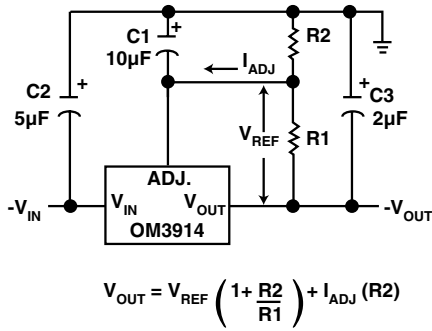 C1
+
10μF
R2
I_ADJ
C2
+
5μF
V_REF
R1
+
C3
2μF
ADJ.
-V_IN
V_IN
V_OUT
-V_OUT
OM3914
V_OUT = V_REF (1+ R2/R1) + I_ADJ (R2)